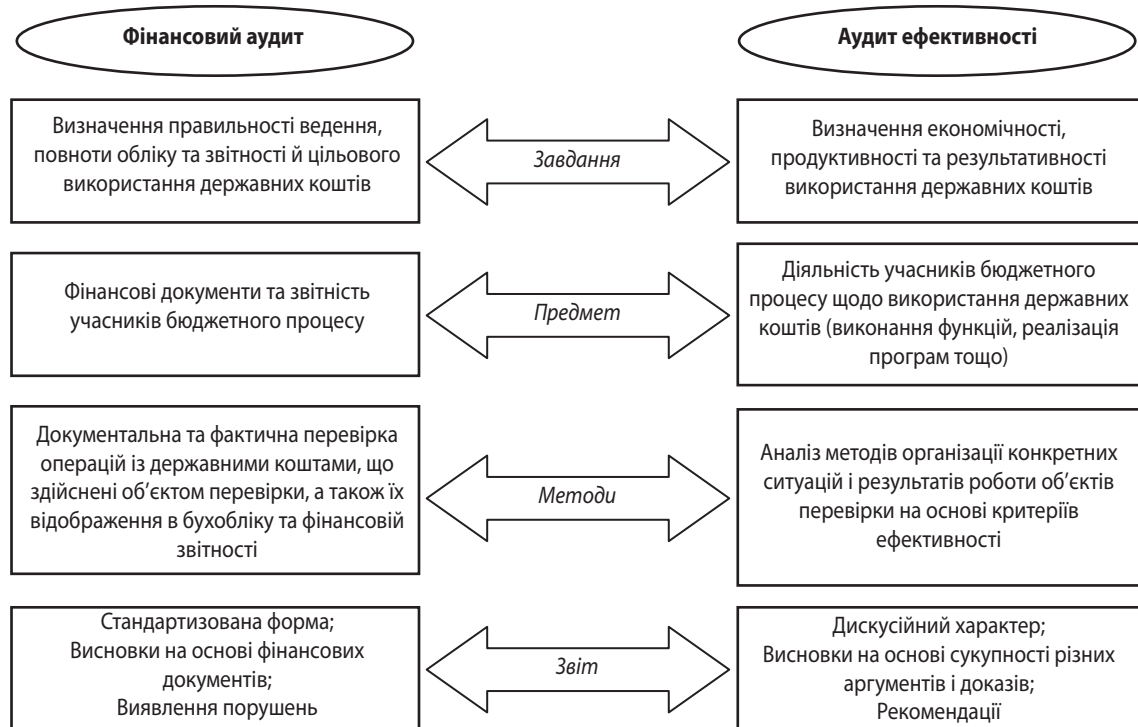 Фінансовий аудит
Аудит ефективності
Визначення правильності ведення,
повноти обліку та звітності й цільового
використання державних коштів
Завдання
Визначення економічності,
продуктивності та результативності
використання державних коштів
Фінансові документи та звітність
учасників бюджетного процесу
Предмет
Діяльність учасників бюджетного
процесу щодо використання державних
коштів (виконання функцій, реалізація
програм тощо)
Документальна та фактична перевірка
операцій із державними коштами, що
здійснені об’єктом перевірки, а також їх
відображення в бухобліку та фінансовій
звітності
Методи
Аналіз методів організації конкретних
ситуацій і результатів роботи об’єктів
перевірки на основі критеріїв
ефективності
Стандартизована форма;
Висновки на основі фінансових
документів;
Виявлення порушень
Звіт
Дискусійний характер;
Висновки на основі сукупності різних
аргументів і доказів;
Рекомендації